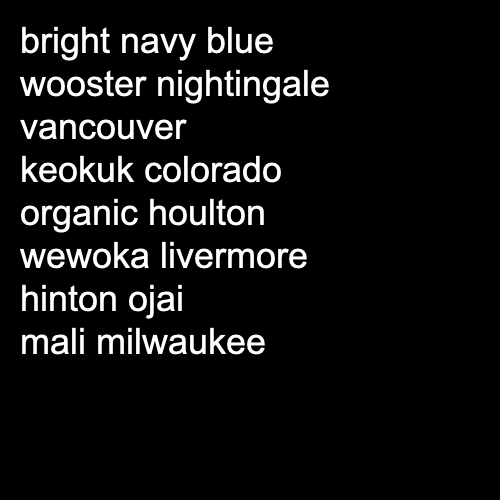 bright navy blue
wooster nightingale
vancouver
keokuk colorado
organic houlton
wewoka livermore
hinton ojai
mali milwaukee